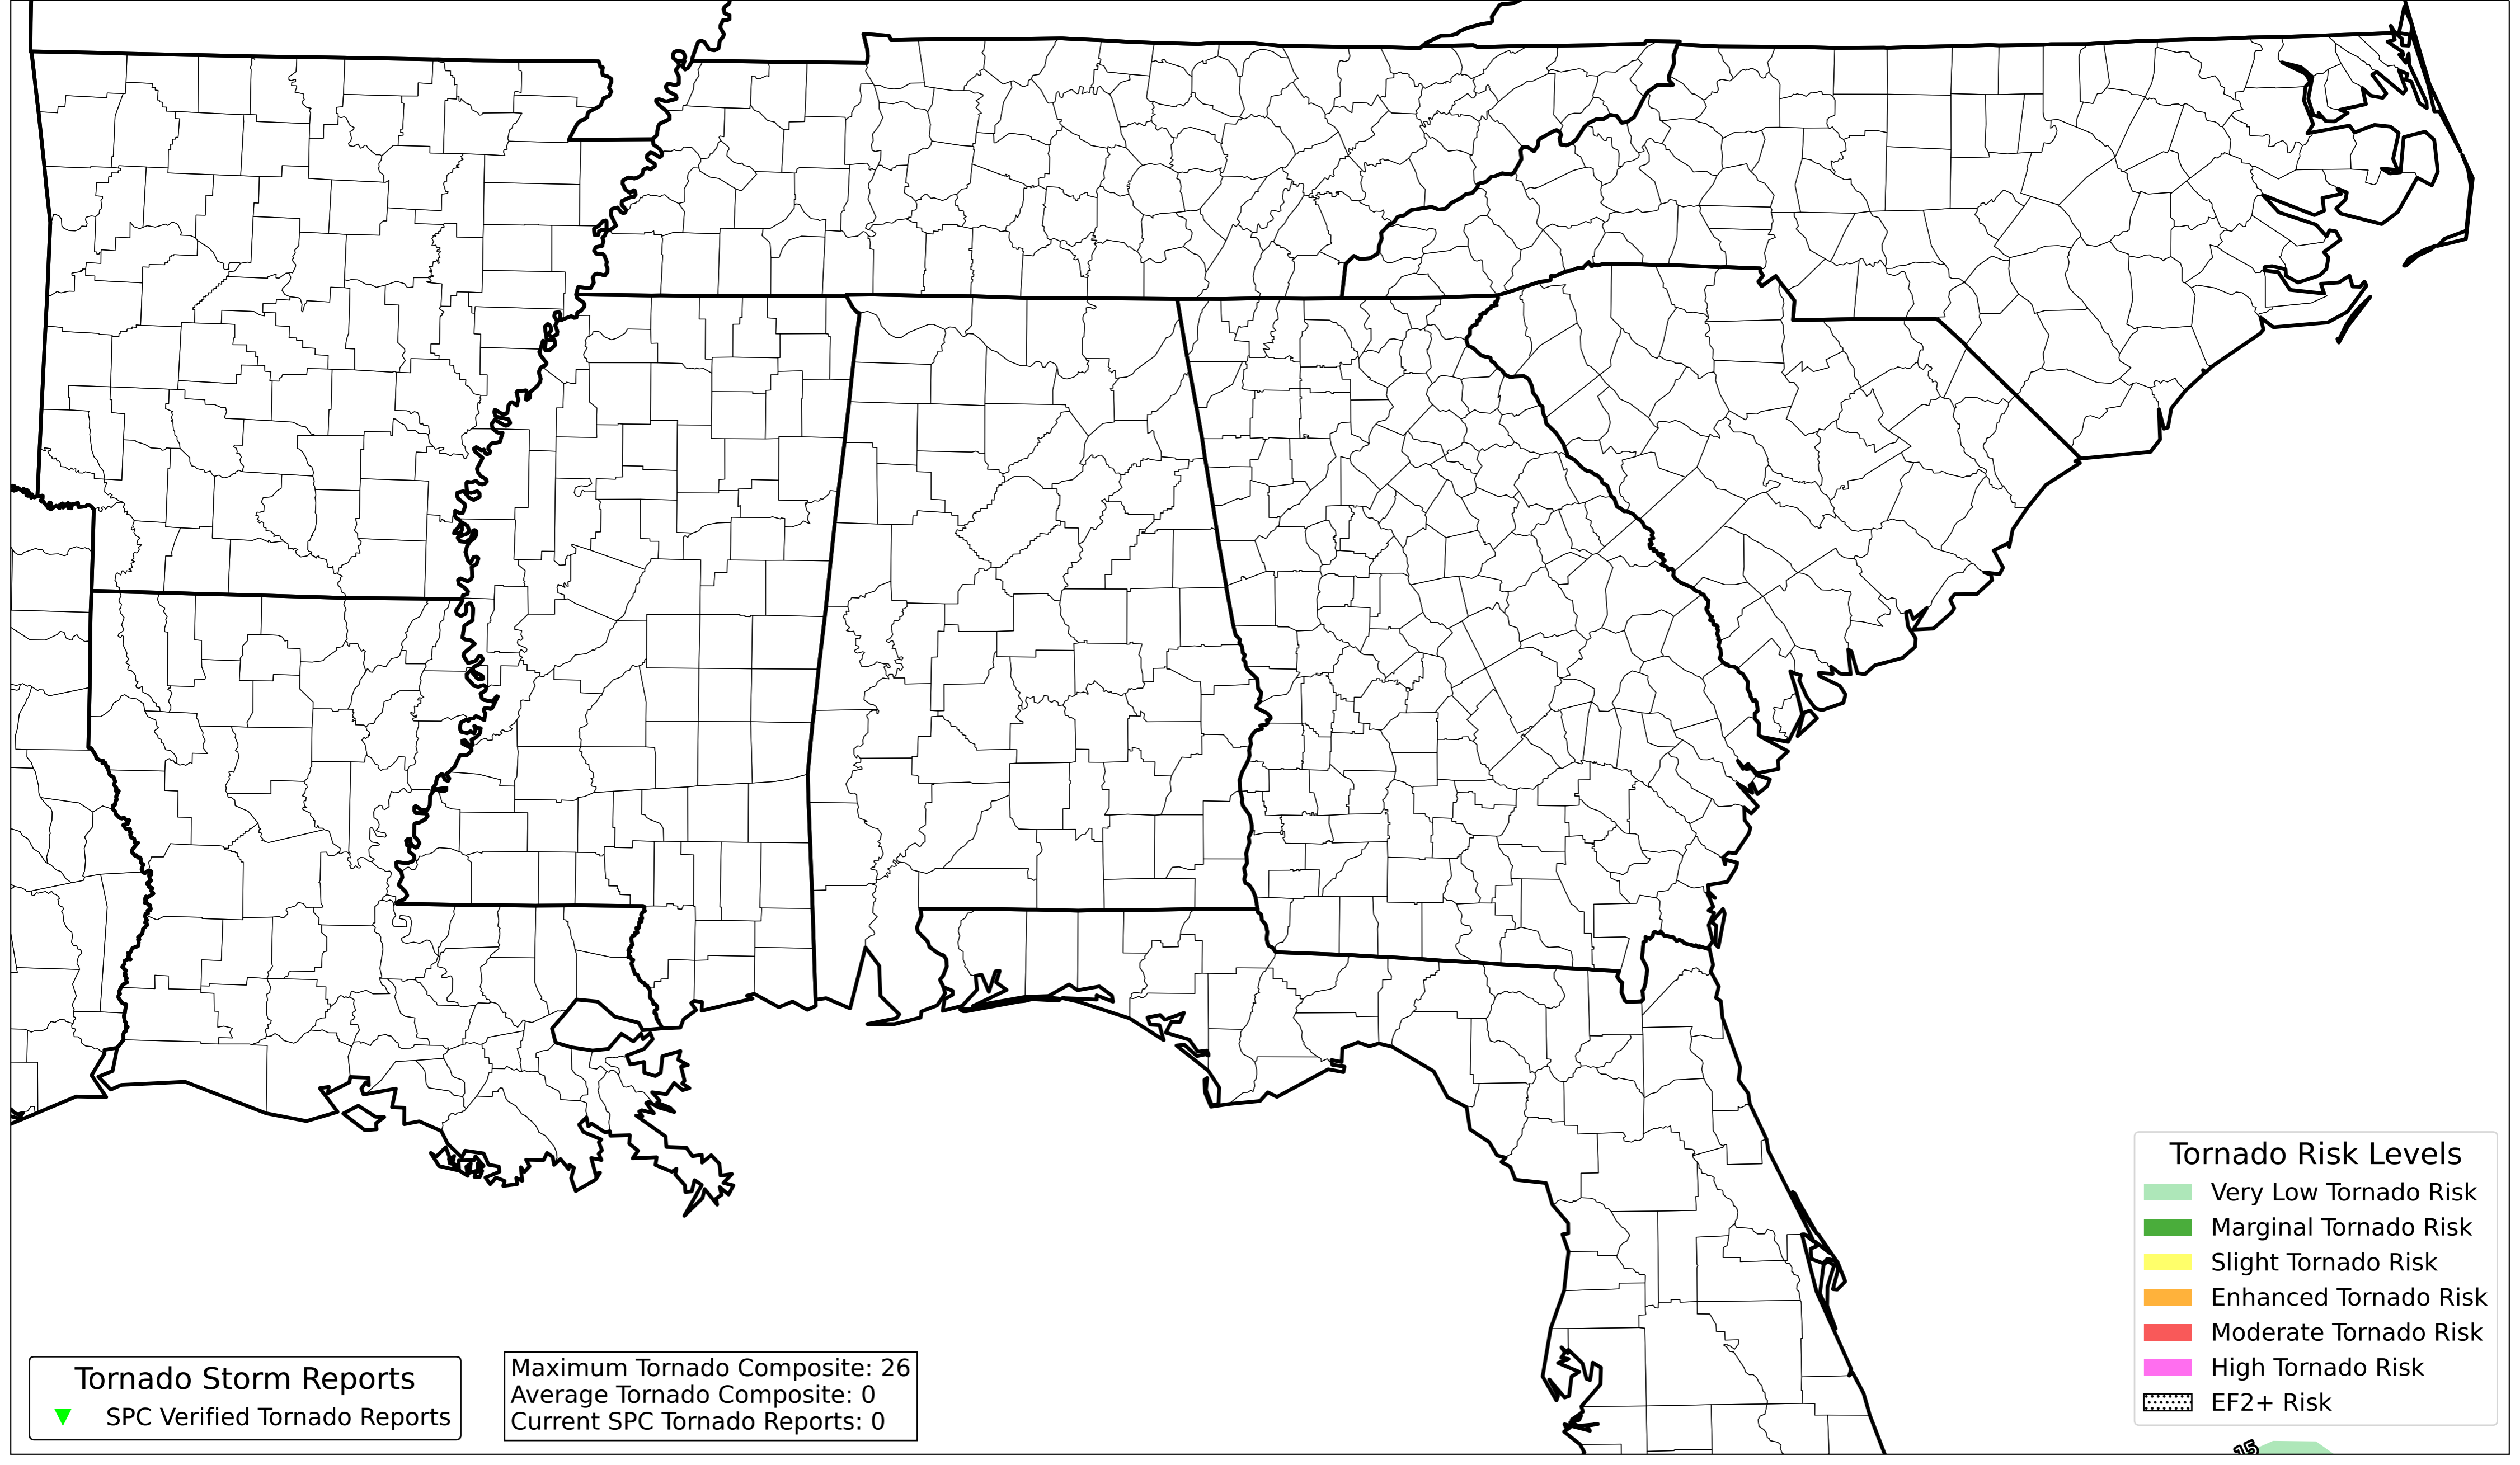 Tornado Risk Levels
Very Low Tornado Risk
Marginal Tornado Risk
Slight Tornado Risk
Enhanced Tornado Risk
Moderate Tornado Risk
High Tornado Risk
EF2+ Risk
Tornado Storm Reports
SPC Verified Tornado Reports
Maximum Tornado Composite: 26
Average Tornado Composite: 0
Current SPC Tornado Reports: 0
15